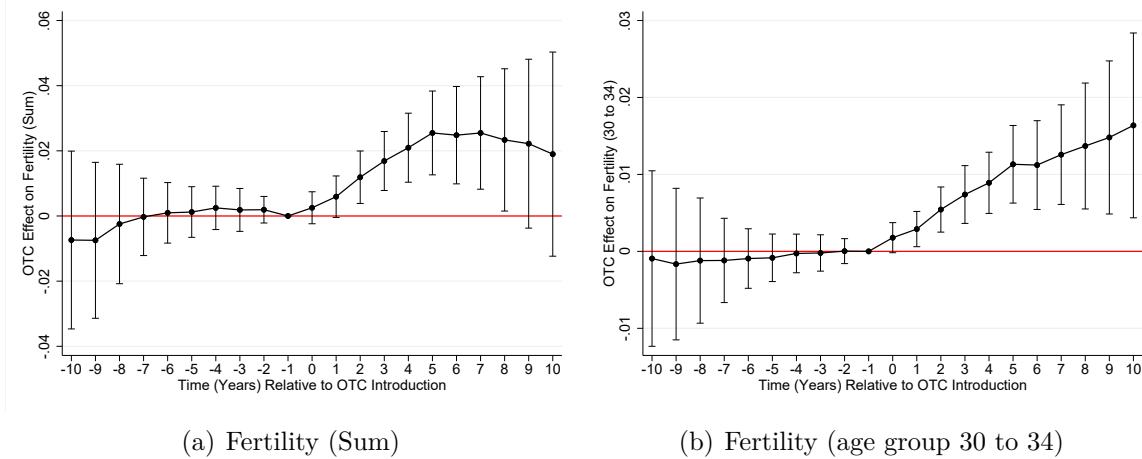 OTC Effect on Fertility (Sum)
.06
.04
.02
0
-.02
-.04
-10 -9 -8 -7 -6 -5 -4 -3 -2 -1 0 1 2 3 4 5 6 7 8 9 10
Time (Years) Relative to OTC Introduction
(a) Fertility (Sum)
OTC Effect on Fertility (30 to 34)
.03
.02
.01
0
-.01
-10 -9 -8 -7 -6 -5 -4 -3 -2 -1 0 1 2 3 4 5 6 7 8 9 10
Time (Years) Relative to OTC Introduction
(b) Fertility (age group 30 to 34)